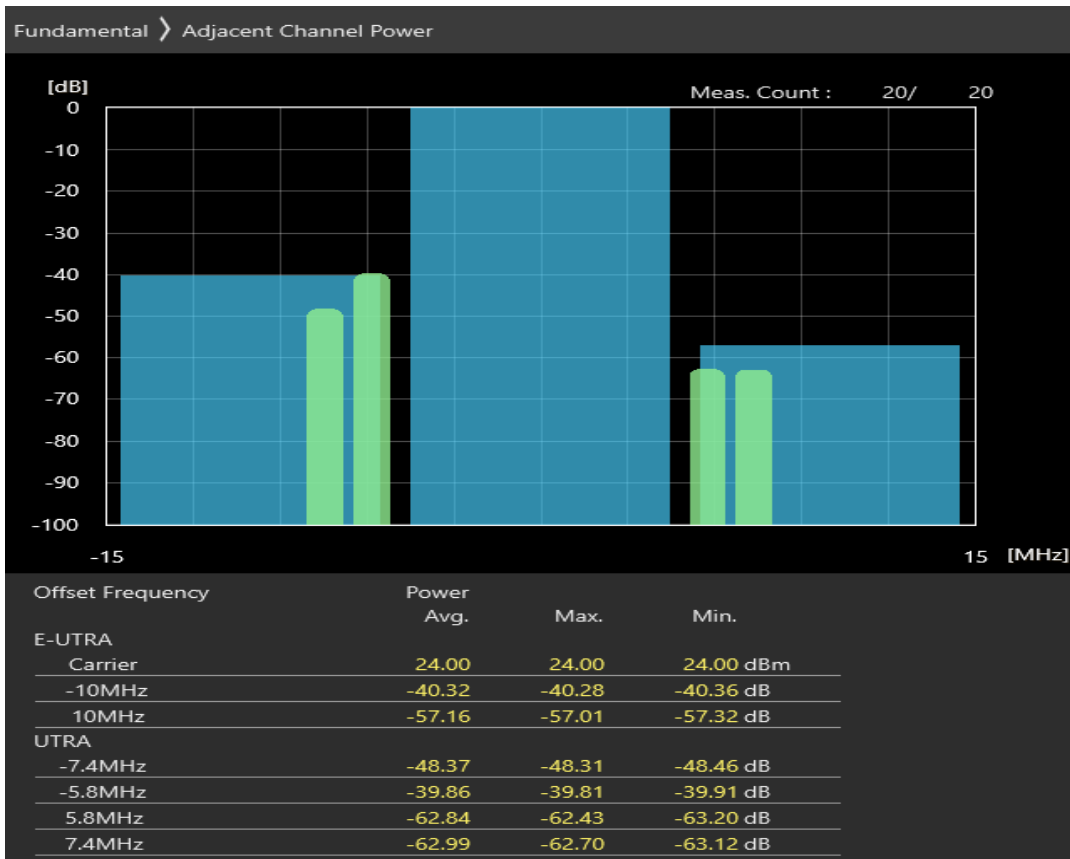 Fundamental 〉 Adjacent Channel Power
[dB]
Meas. Count : 20/ 20
0
-10
-20
-30
-40
-50
-60
-70
-80
-90
-100
-15 15 [MHz]
Offset Frequency Power
Avg. Max. Min.
E-UTRA
Carrier 24.00 24.00 24.00 dBm
-10MHz -40.32 -40.28 -40.36 dB
10MHz -57.16 -57.01 -57.32 dB
UTRA
-7.4MHz -48.37 -48.31 -48.46 dB
-5.8MHz -39.86 -39.81 -39.91 dB
5.8MHz -62.84 -62.43 -63.20 dB
7.4MHz -62.99 -62.70 -63.12 dB